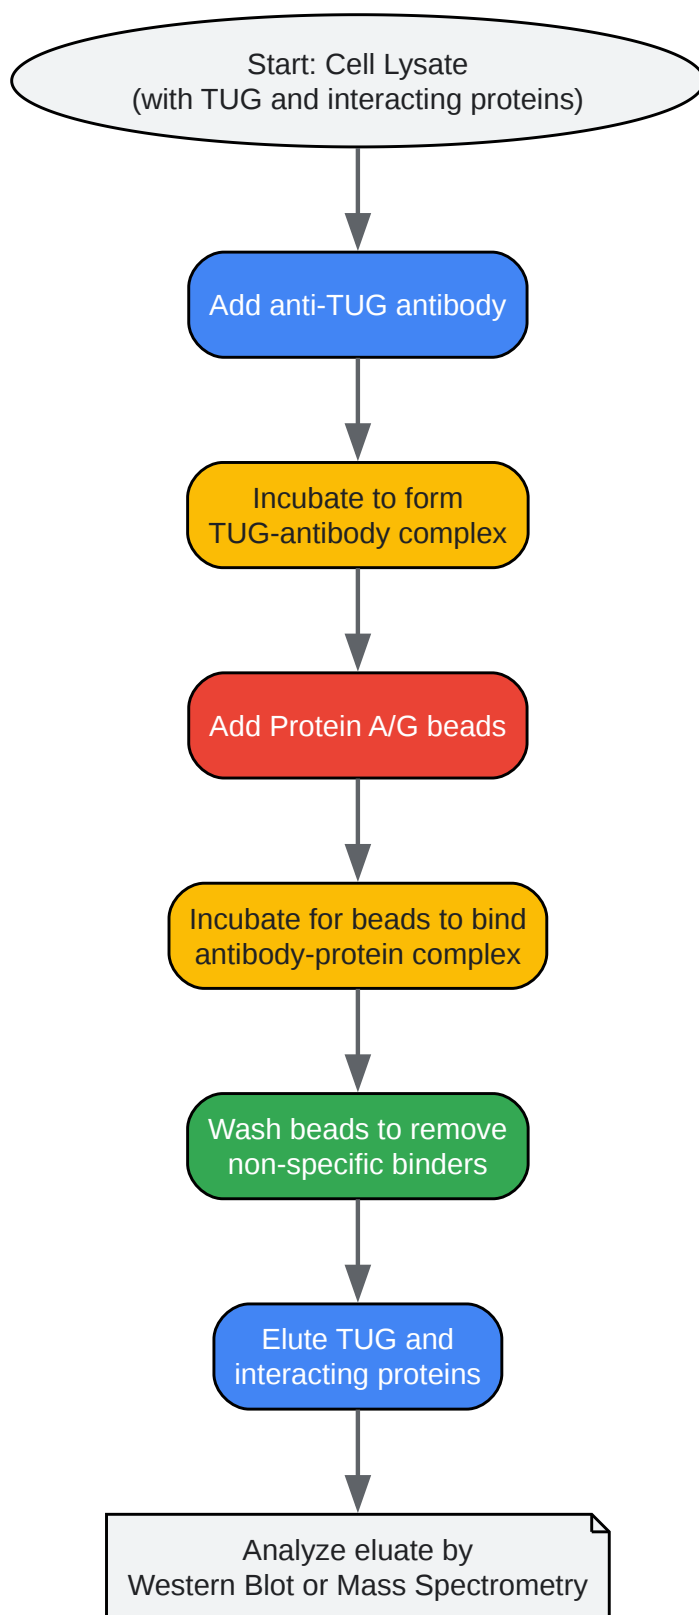 Start: Cell Lysate
(with TUG and interacting proteins)
Add anti-TUG antibody
Incubate to form
TUG-antibody complex
Add Protein A/G beads
Incubate for beads to bind
antibody-protein complex
Wash beads to remove
non-specific binders
Elute TUG and
interacting proteins
Analyze eluate by
Western Blot or Mass Spectrometry